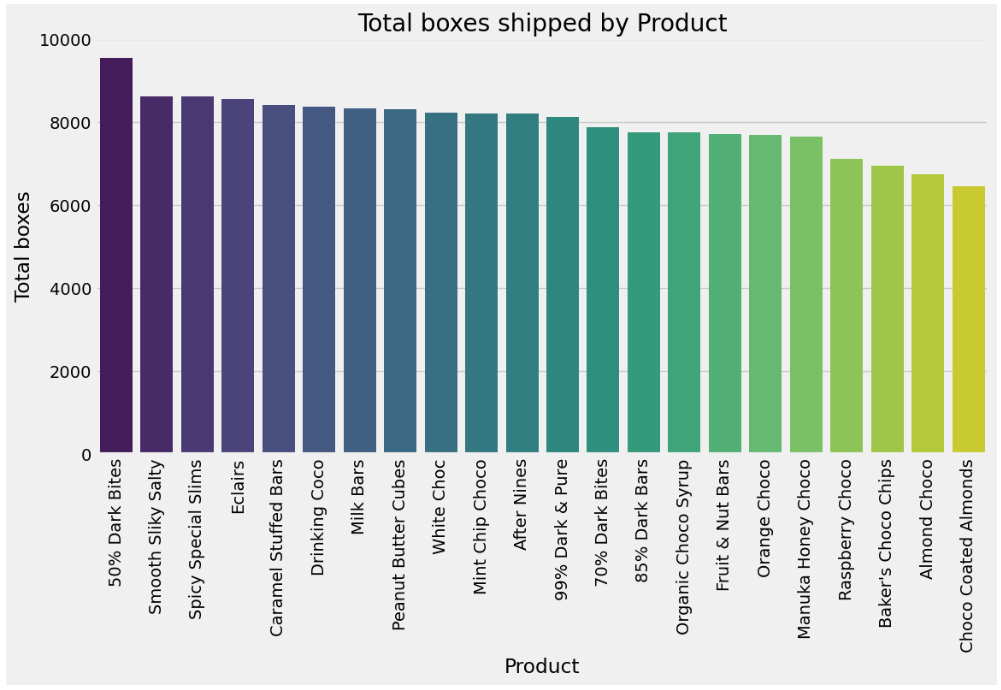 Total boxes shipped by Product
10000
8000
6000
4000
2000
0
Total boxes
50% Dark Bites
Smooth Sliky Salty
Spicy Special Slims
Eclairs
Caramel Stuffed Bars
Drinking Coco
Milk Bars
Peanut Butter Cubes
White Choc
Mint Chip Choco
After Nines
99% Dark & Pure
70% Dark Bites
85% Dark Bars
Organic Choco Syrup
Fruit & Nut Bars
Orange Choco
Manuka Honey Choco
Raspberry Choco
Baker's Choco Chips
Almond Choco
Choco Coated Almonds
Product